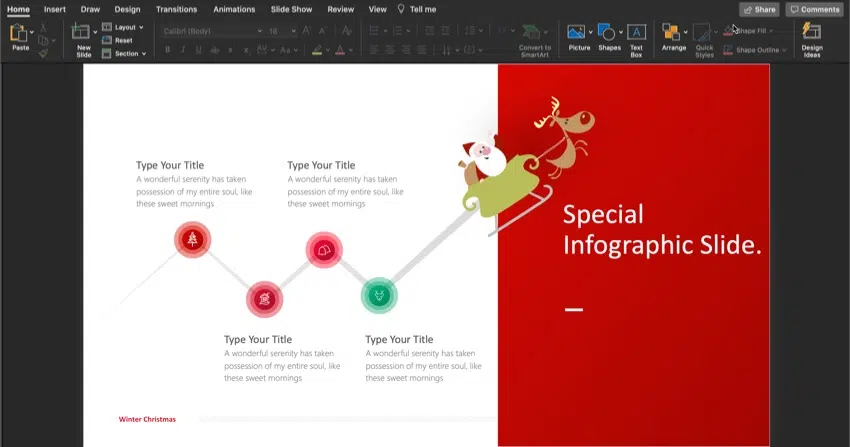 Home Insert Draw Design Transitions Animations Slide Show Review View Tell me Share Comments
Paste
New
Slide
Layout
Reset
Section
Calibri (Body) 18
B I U ab
Convert to
SmartArt
Picture
Shapes
Text
Box
Arrange
Quick
Styles
Shape Fill
Shape Outline
Design
Ideas
Type Your Title
A wonderful serenity has taken
possession of my entire soul, like
these sweet mornings
Type Your Title
A wonderful serenity has taken
possession of my entire soul, like
these sweet mornings
Special
Infographic Slide.
Type Your Title
A wonderful serenity has taken
possession of my entire soul, like
these sweet mornings
Type Your Title
A wonderful serenity has taken
possession of my entire soul, like
these sweet mornings
Winter Christmas